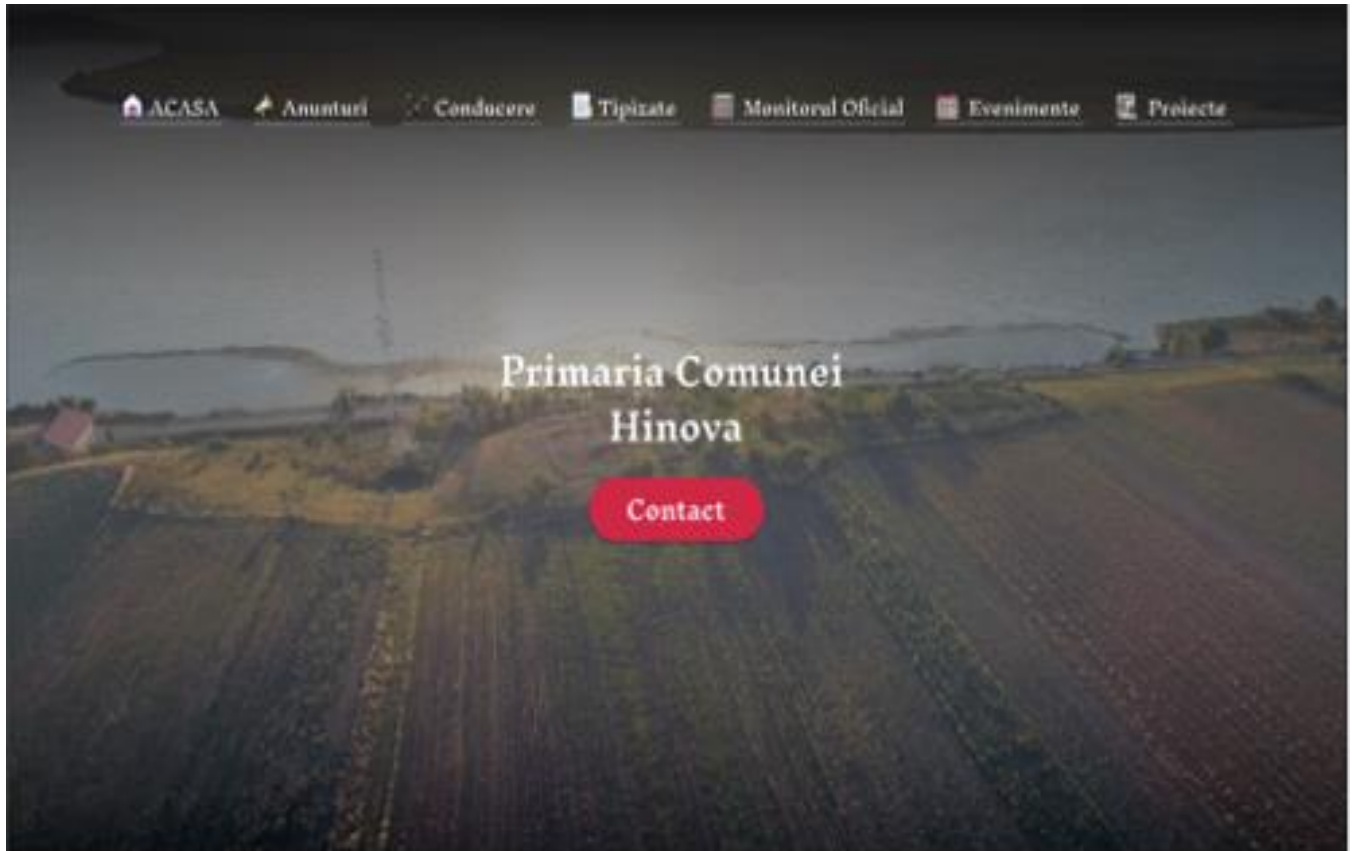 ACASA Anunturi Conducere Tipizate Monitorul Oficial Evenimente Proiecte
Primaria Comunei
Hinova
Contact